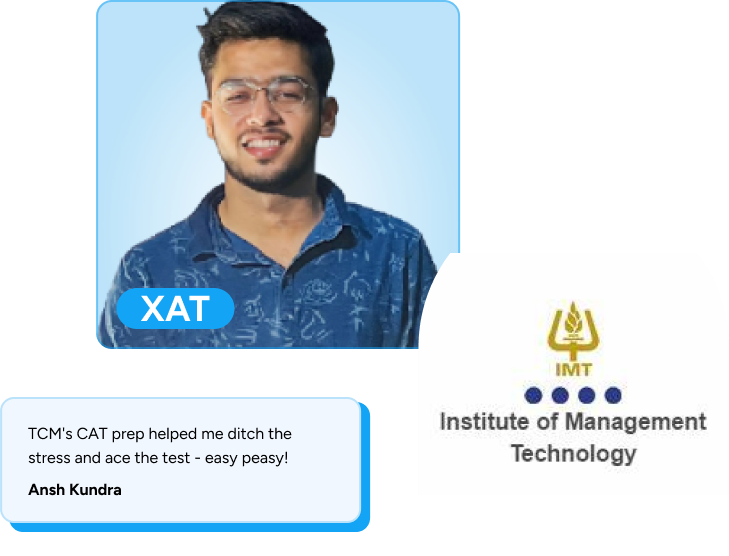 XAT
IMT
Institute of Management
Technology
TCM's CAT prep helped me ditch the
stress and ace the test - easy peasy!
Ansh Kundra